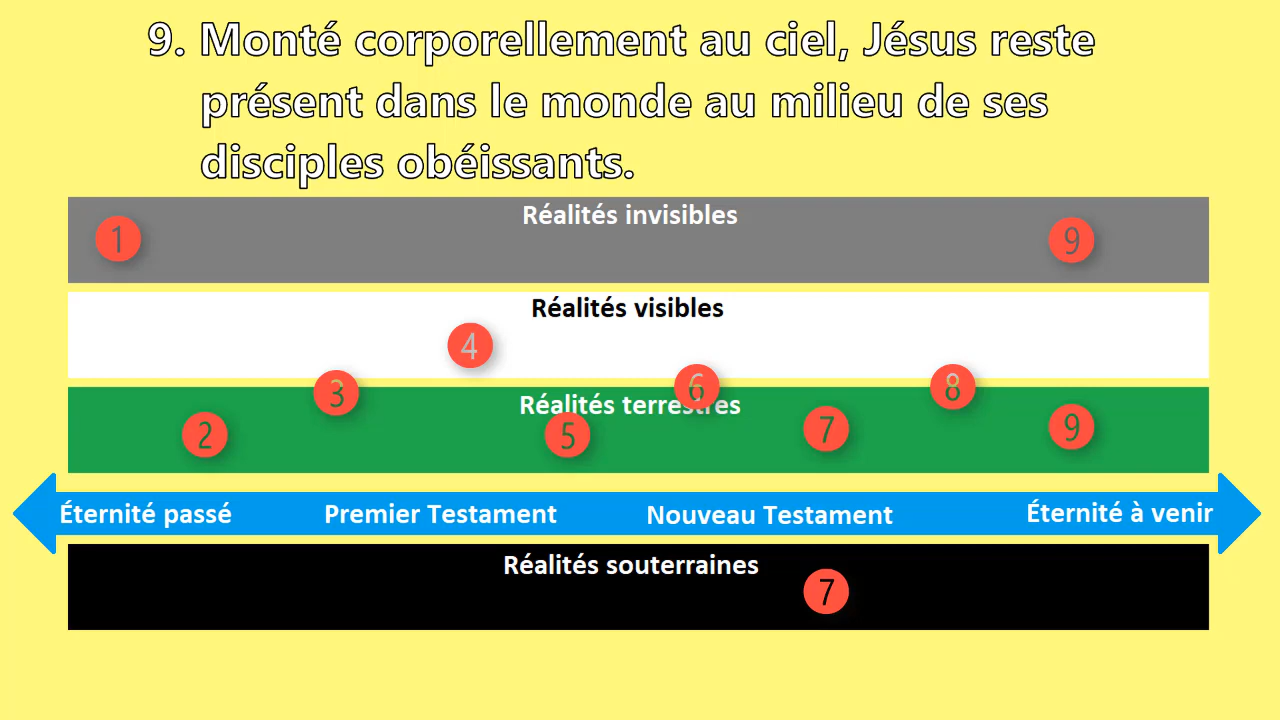 9. Monté corporellement au ciel, Jésus reste
présent dans le monde au milieu de ses
disciples obéissants.
Réalités invisibles
1
9
Réalités visibles
4
3
6
8
Réalités terrestres
2
5
7
9
Éternité passé
Premier Testament
Nouveau Testament
Éternité à venir
Réalités souterraines
7